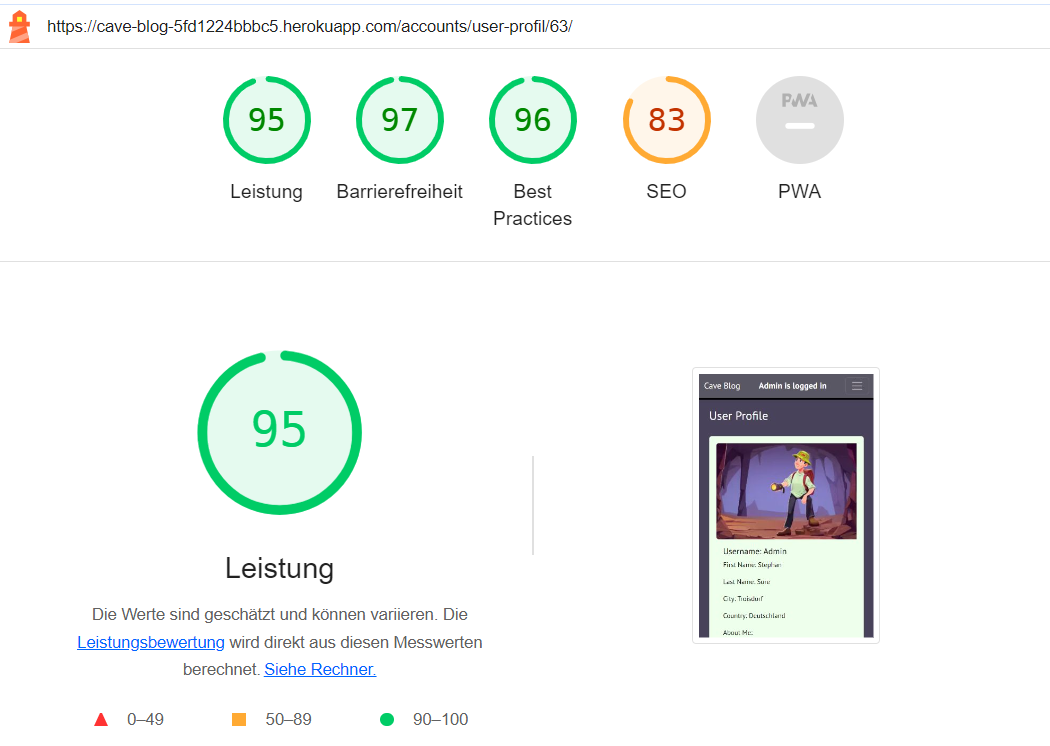 https://cave-blog-5fd1224bbbc5.herokuapp.com/accounts/user-profil/63/
95
97
96
83
PWA
Leistung
Barrierefreiheit
Best
Practices
SEO
PWA
95
Leistung
Die Werte sind geschätzt und können variieren. Die
Leistungsbewertung wird direkt aus diesen Messwerten
berechnet. Siehe Rechner.
0–49
50–89
90–100
Cave Blog
Admin is logged in
User Profile
Username: Admin
First Name: Stephan
Last Name: Sure
City: Troisdorf
Country: Deutschland
About Me: